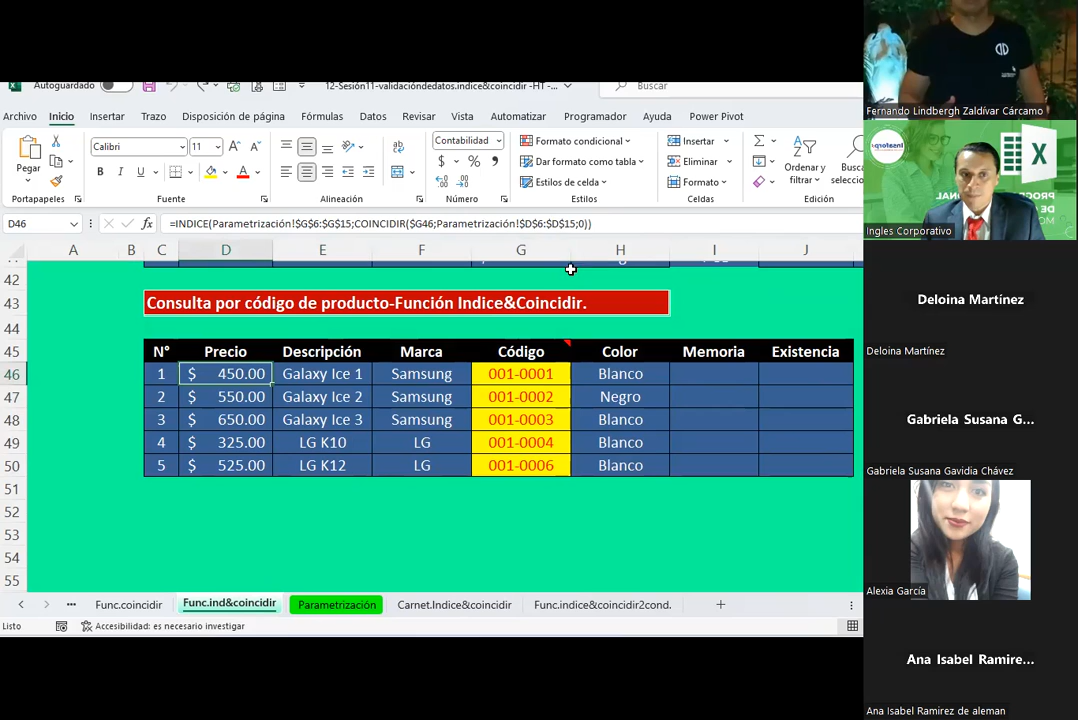 Autoguardado
12-Sesión11-validacióndedatos.indice&coincidir -HT -...
Buscar
Archivo Inicio Insertar Trazo Disposición de página Fórmulas Datos Revisar Vista Automatizar Programador Ayuda Power Pivot
Pegar
Calibri 11
N K S
Contabilidad
$ % 000
Formato condicional
Dar formato como tabla
Estilos de celda
Insertar
Eliminar
Formato
Ordenar y filtrar
Busca
seleccio
Portapapeles Fuente Alineación Número Estilos Celdas Edición
D46 fx =INDICE(Parametrización!$G$6:$G$15;COINCIDIR($G46;Parametrización!$D$6:$D$15;0))
A B C D E F G H I J
42
43 Consulta por código de producto-Función Indice&Coincidir.
44
45 N° Precio Descripción Marca Código Color Memoria Existencia
46 1 $ 450.00 Galaxy Ice 1 Samsung 001-0001 Blanco
47 2 $ 550.00 Galaxy Ice 2 Samsung 001-0002 Negro
48 3 $ 650.00 Galaxy Ice 3 Samsung 001-0003 Blanco
49 4 $ 325.00 LG K10 LG 001-0004 Blanco
50 5 $ 525.00 LG K12 LG 001-0006 Blanco
51
52
53
54
55
... Func.coincidir Func.ind&coincidir Parametrización Carnet.Indice&coincidir Func.indice&coincidir2cond. +
Listo Accesibilidad: es necesario investigar
Fernando Lindbergh Zaldívar Cárcamo
Ingles Corporativo
Deloina Martínez
Deloina Martínez
Gabriela Susana G...
Gabriela Susana Gavidia Chávez
Alexia García
Ana Isabel Ramire...
Ana Isabel Ramirez de aleman